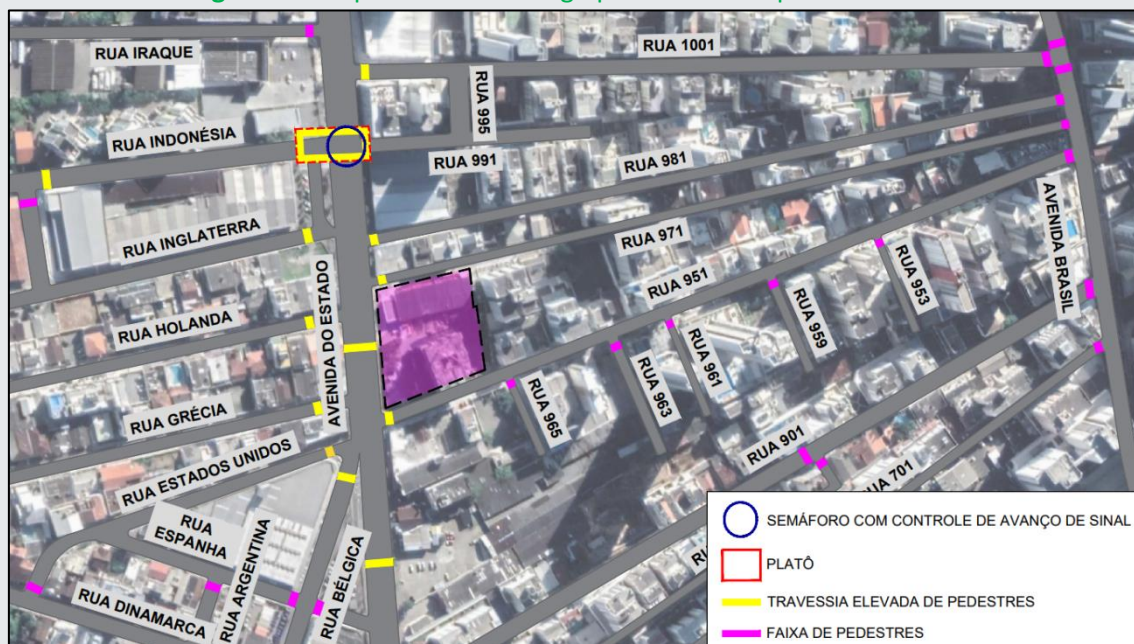 RUA IRAQUE
RUA 1001
RUA 995
RUA INDONÉSIA
RUA 991
RUA 981
RUA INGLATERRA
RUA 971
AVENIDA DO ESTADO
RUA 951
RUA 953
AVENIDA BRASIL
RUA HOLANDA
RUA 959
RUA 961
RUA 963
RUA 965
RUA GRÉCIA
RUA ESTADOS UNIDOS
RUA 901
RUA 701
RUA
ESPANHA
RUA ARGENTINA
RUA BÉLGICA
RUA DINAMARCA
SEMÁFORO COM CONTROLE DE AVANÇO DE SINAL
PLATÔ
TRAVESSIA ELEVADA DE PEDESTRES
FAIXA DE PEDESTRES